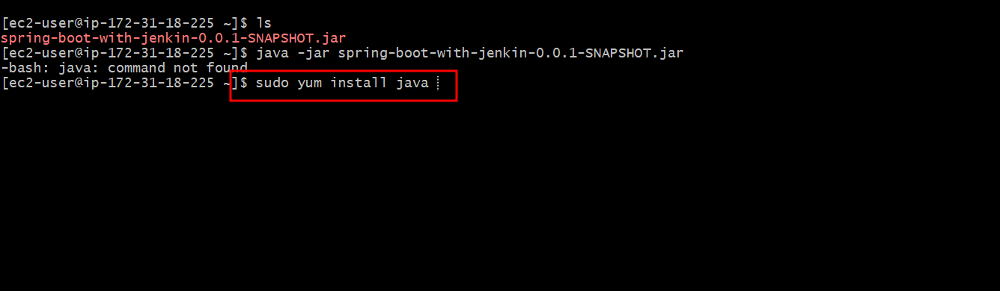 [ec2-user@ip-172-31-18-225 ~]$ ls
spring-boot-with-jenkin-0.0.1-SNAPSHOT.jar
[ec2-user@ip-172-31-18-225 ~]$ java -jar spring-boot-with-jenkin-0.0.1-SNAPSHOT.jar
-bash: java: command not found
[ec2-user@ip-172-31-18-225 ~]$ sudo yum install java